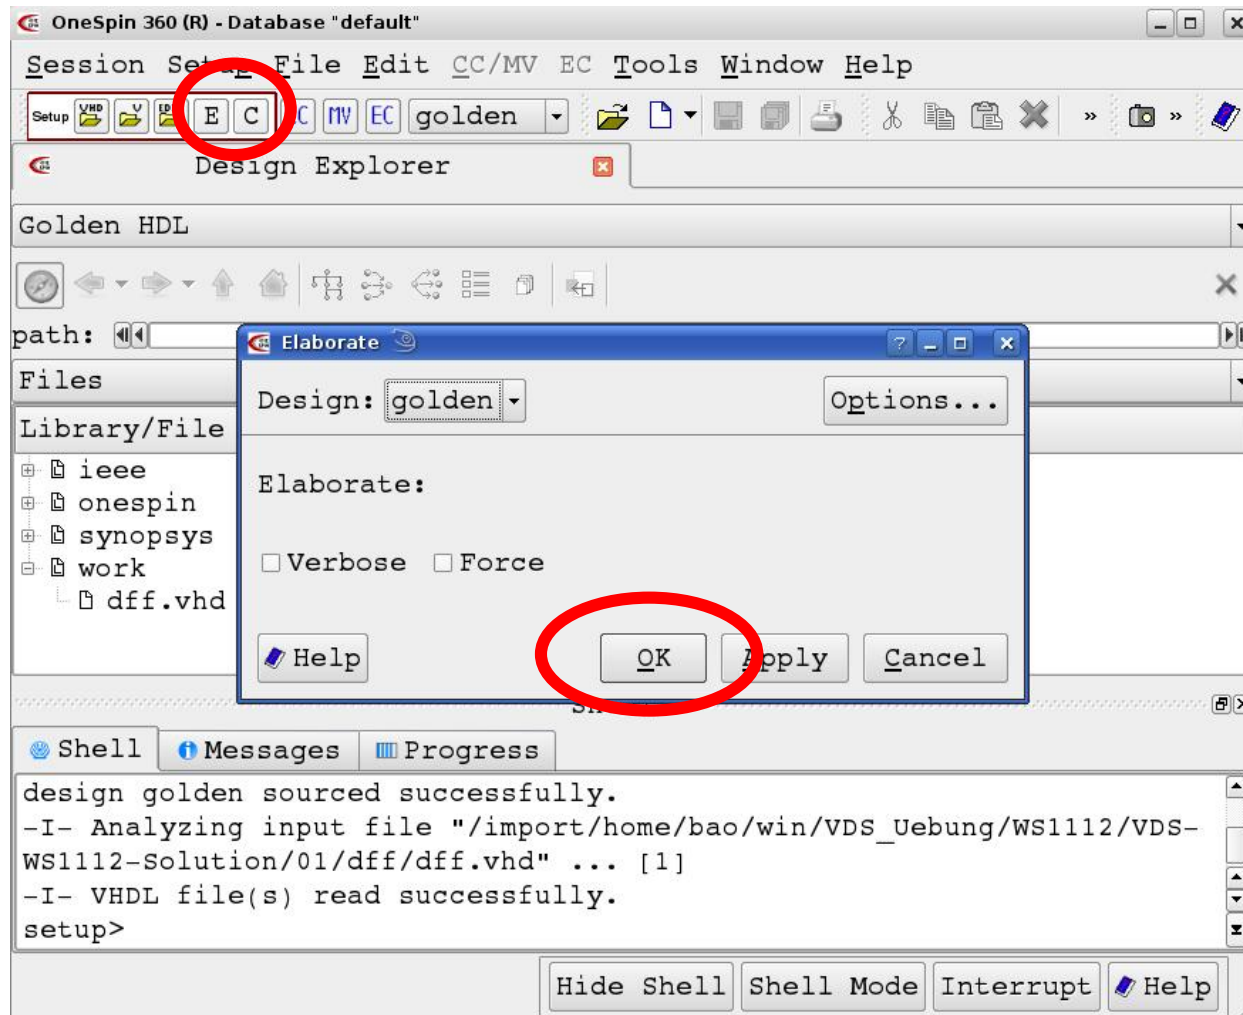 OneSpin 360 (R) - Database "default"
Session Setup File Edit CC/MV EC Tools Window Help
Setup VHD V E C MV EC golden » »
Design Explorer
Golden HDL
path:
Files
Library/File
ieee
onespin
synopsys
work
dff.vhd
Elaborate
Design: golden Options...
Elaborate:
Verbose Force
Help OK Apply Cancel
Shell Messages Progress
design golden sourced successfully.
-I- Analyzing input file "/import/home/bao/win/VDS_Uebung/WS1112/VDS-
WS1112-Solution/01/dff/dff.vhd" ... [1]
-I- VHDL file(s) read successfully.
setup>
Hide Shell Shell Mode Interrupt Help